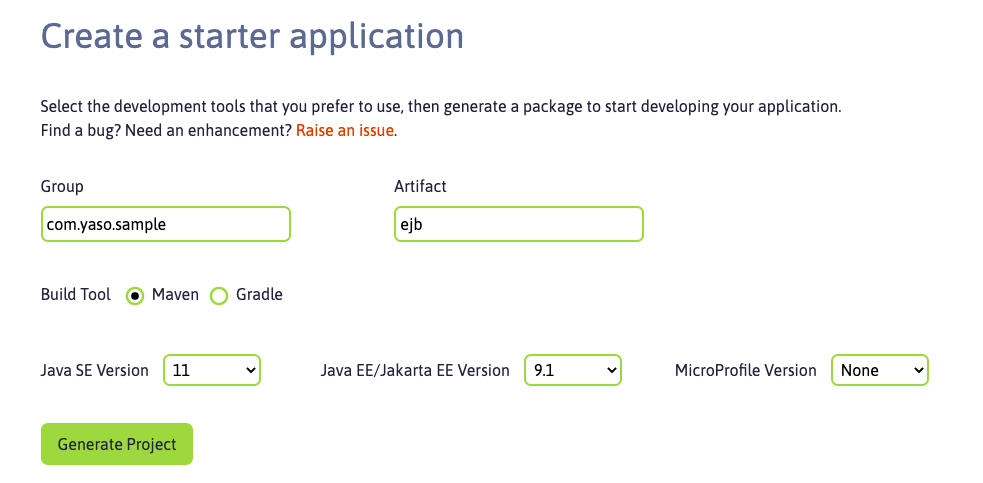 Create a starter application
Select the development tools that you prefer to use, then generate a package to start developing your application.
Find a bug? Need an enhancement? Raise an issue.
Group
Artifact
com.yaso.sample
ejb
Build Tool Maven Gradle
Java SE Version 11 Java EE/Jakarta EE Version 9.1 MicroProfile Version None
Generate Project